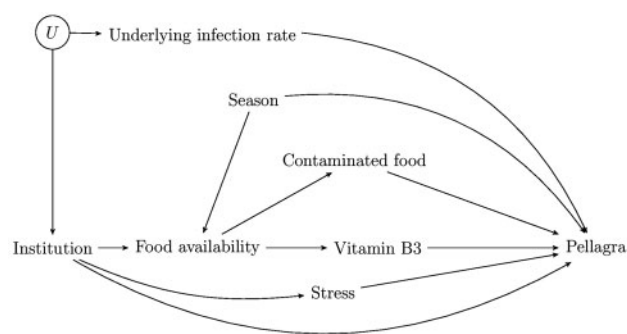 U
Underlying infection rate
Season
Contaminated food
Institution
Food availability
Vitamin B3
Pellagra
Stress